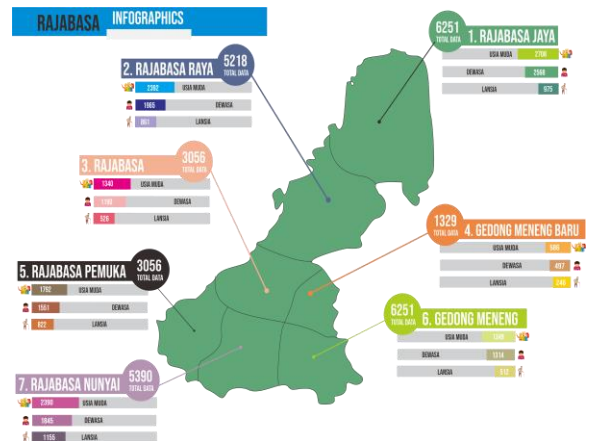 RAJABASA INFOGRAPHICS
6251 TOTAL DATA
1. RAJABASA JAYA
USIA MUDA 2708
DEWASA 2568
LANSIA 975
2. RAJABASA RAYA
5218 TOTAL DATA
2392 USIA MUDA
1965 DEWASA
861 LANSIA
3. RAJABASA
3056 TOTAL DATA
1340 USIA MUDA
DEWASA
526 LANSIA
1329 TOTAL DATA
4. GEDONG MENENG BARU
USIA MUDA
DEWASA 497
LANSIA
5. RAJABASA PEMUKA
3056 TOTAL DATA
1792 USIA MUDA
1551 DEWASA
822 LANSIA
6251 TOTAL DATA
6. GEDONG MENENG
USIA MUDA
DEWASA 1214
LANSIA
7. RAJABASA NUNYAI
5390 TOTAL DATA
2390 USIA MUDA
1845 DEWASA
1155 LANSIA